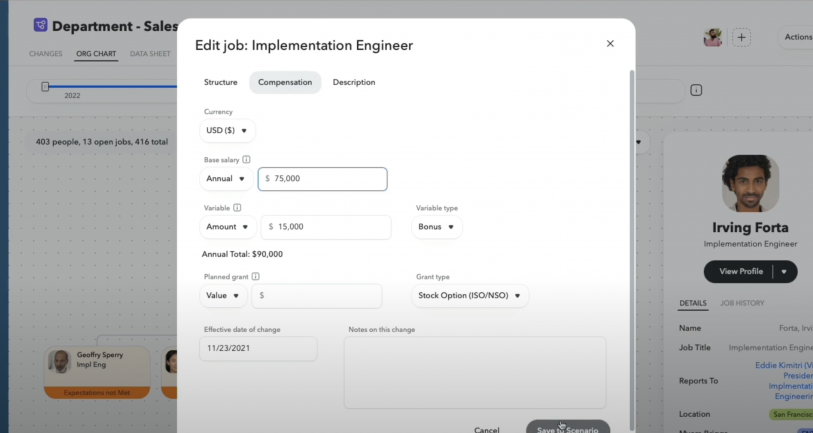 Department - Sales
CHANGES ORG CHART DATA SHEET
2022
403 people, 13 open jobs, 416 total
Geoffry Sperry
Impl Eng
Expectations not Met
Edit job: Implementation Engineer
Structure Compensation Description
Currency
USD ($)
Base salary
Annual $ 75,000
Variable Variable type
Amount $ 15,000 Bonus
Annual Total: $90,000
Planned grant Grant type
Value $ Stock Option (ISO/NSO)
Effective date of change Notes on this change
11/23/2021
Cancel Save to Scenario
Actions
Irving Forta
Implementation Engineer
View Profile
DETAILS JOB HISTORY
Name Forta, Irvi
Job Title Implementation Engine
Reports To Eddie Kimitri (Vi
President
Implmentatio
Engineerin
Location San Francisc